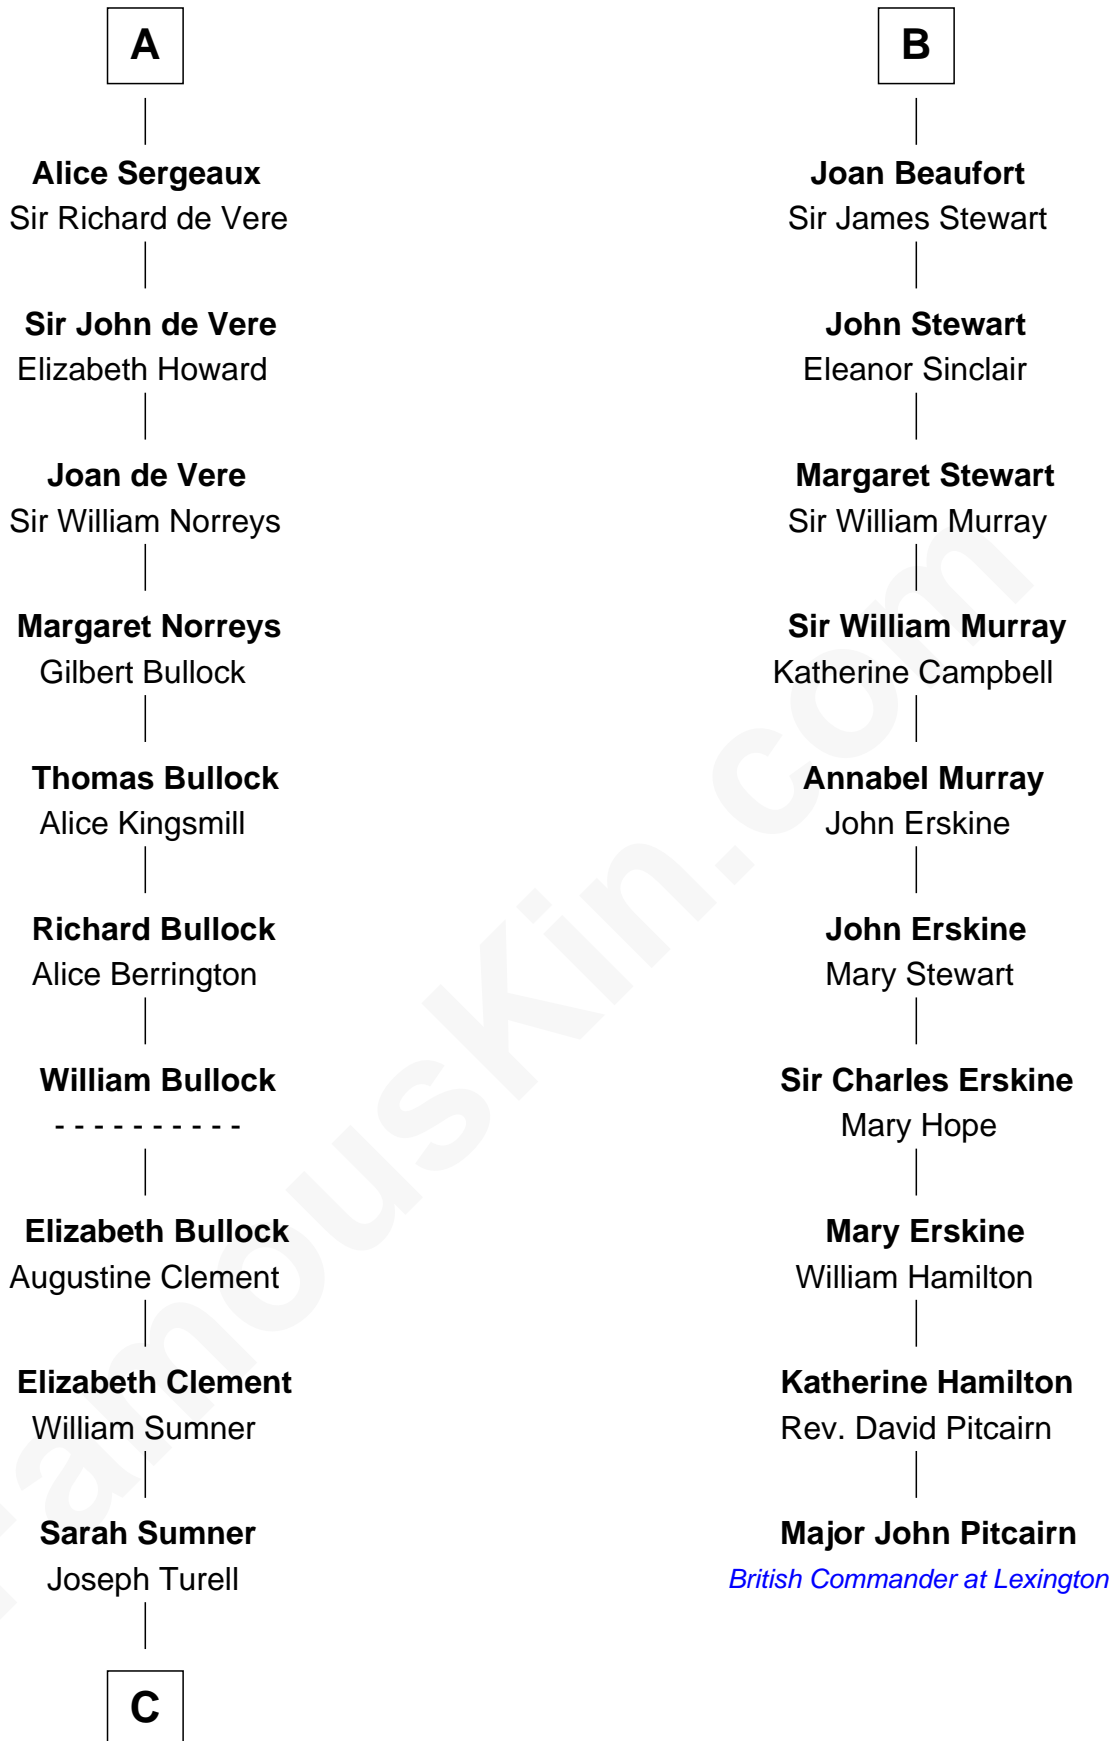 A
Alice Sergeaux
Sir Richard de Vere
Sir John de Vere
Elizabeth Howard
Joan de Vere
Sir William Norreys
Margaret Norreys
Gilbert Bullock
Thomas Bullock
Alice Kingsmill
Richard Bullock
Alice Berrington
William Bullock
- - - - - - - - - -
Elizabeth Bullock
Augustine Clement
Elizabeth Clement
William Sumner
Sarah Sumner
Joseph Turell
C
B
Joan Beaufort
Sir James Stewart
John Stewart
Eleanor Sinclair
Margaret Stewart
Sir William Murray
Sir William Murray
Katherine Campbell
Annabel Murray
John Erskine
John Erskine
Mary Stewart
Sir Charles Erskine
Mary Hope
Mary Erskine
William Hamilton
Katherine Hamilton
Rev. David Pitcairn
Major John Pitcairn
British Commander at Lexington
FamousKin.com